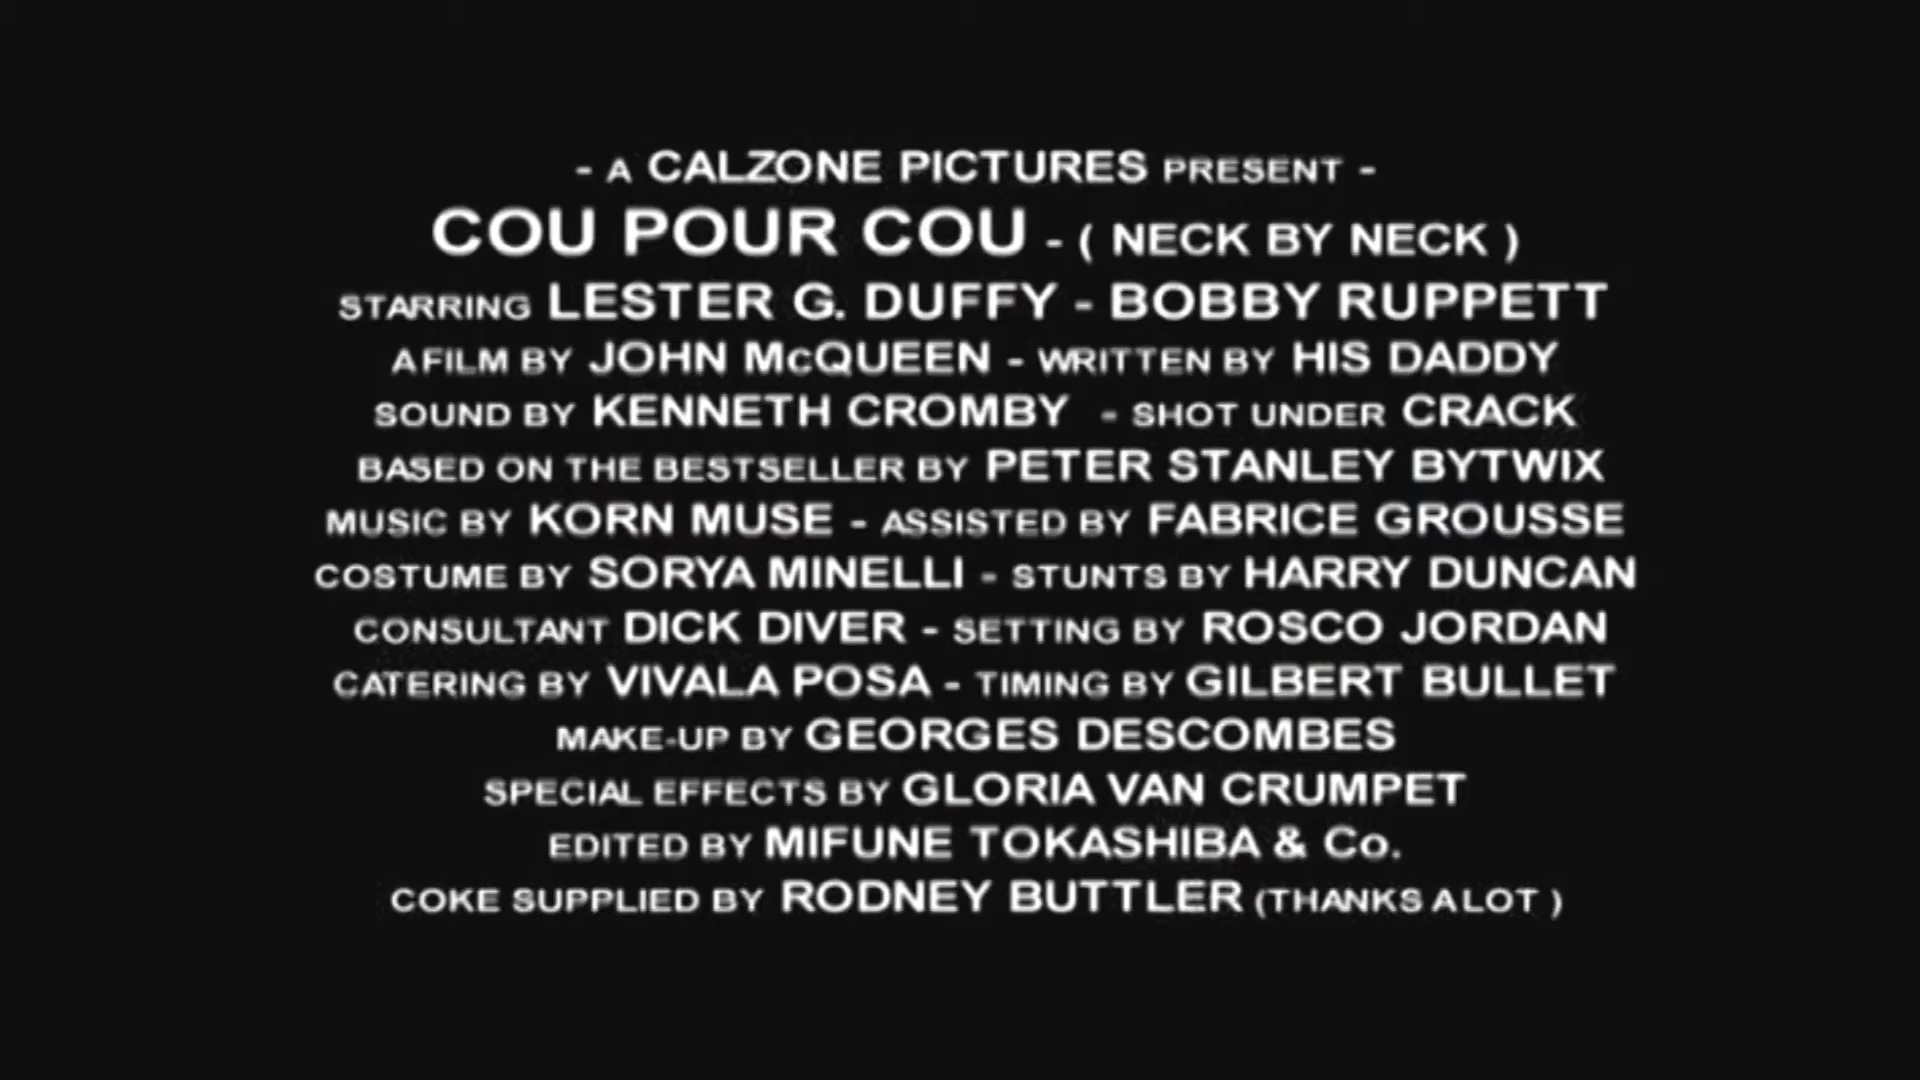 - A CALZONE PICTURES PRESENT -
COU POUR COU - ( NECK BY NECK )
STARRING LESTER G. DUFFY - BOBBY RUPPETT
A FILM BY JOHN McQUEEN - WRITTEN BY HIS DADDY
SOUND BY KENNETH CROMBY - SHOT UNDER CRACK
BASED ON THE BESTSELLER BY PETER STANLEY BYTWIX
MUSIC BY KORN MUSE - ASSISTED BY FABRICE GROUSSE
COSTUME BY SORYA MINELLI - STUNTS BY HARRY DUNCAN
CONSULTANT DICK DIVER - SETTING BY ROSCO JORDAN
CATERING BY VIVALA POSA - TIMING BY GILBERT BULLET
MAKE-UP BY GEORGES DESCOMBES
SPECIAL EFFECTS BY GLORIA VAN CRUMPET
EDITED BY MIFUNE TOKASHIBA & Co.
COKE SUPPLIED BY RODNEY BUTTLER (THANKS A LOT )